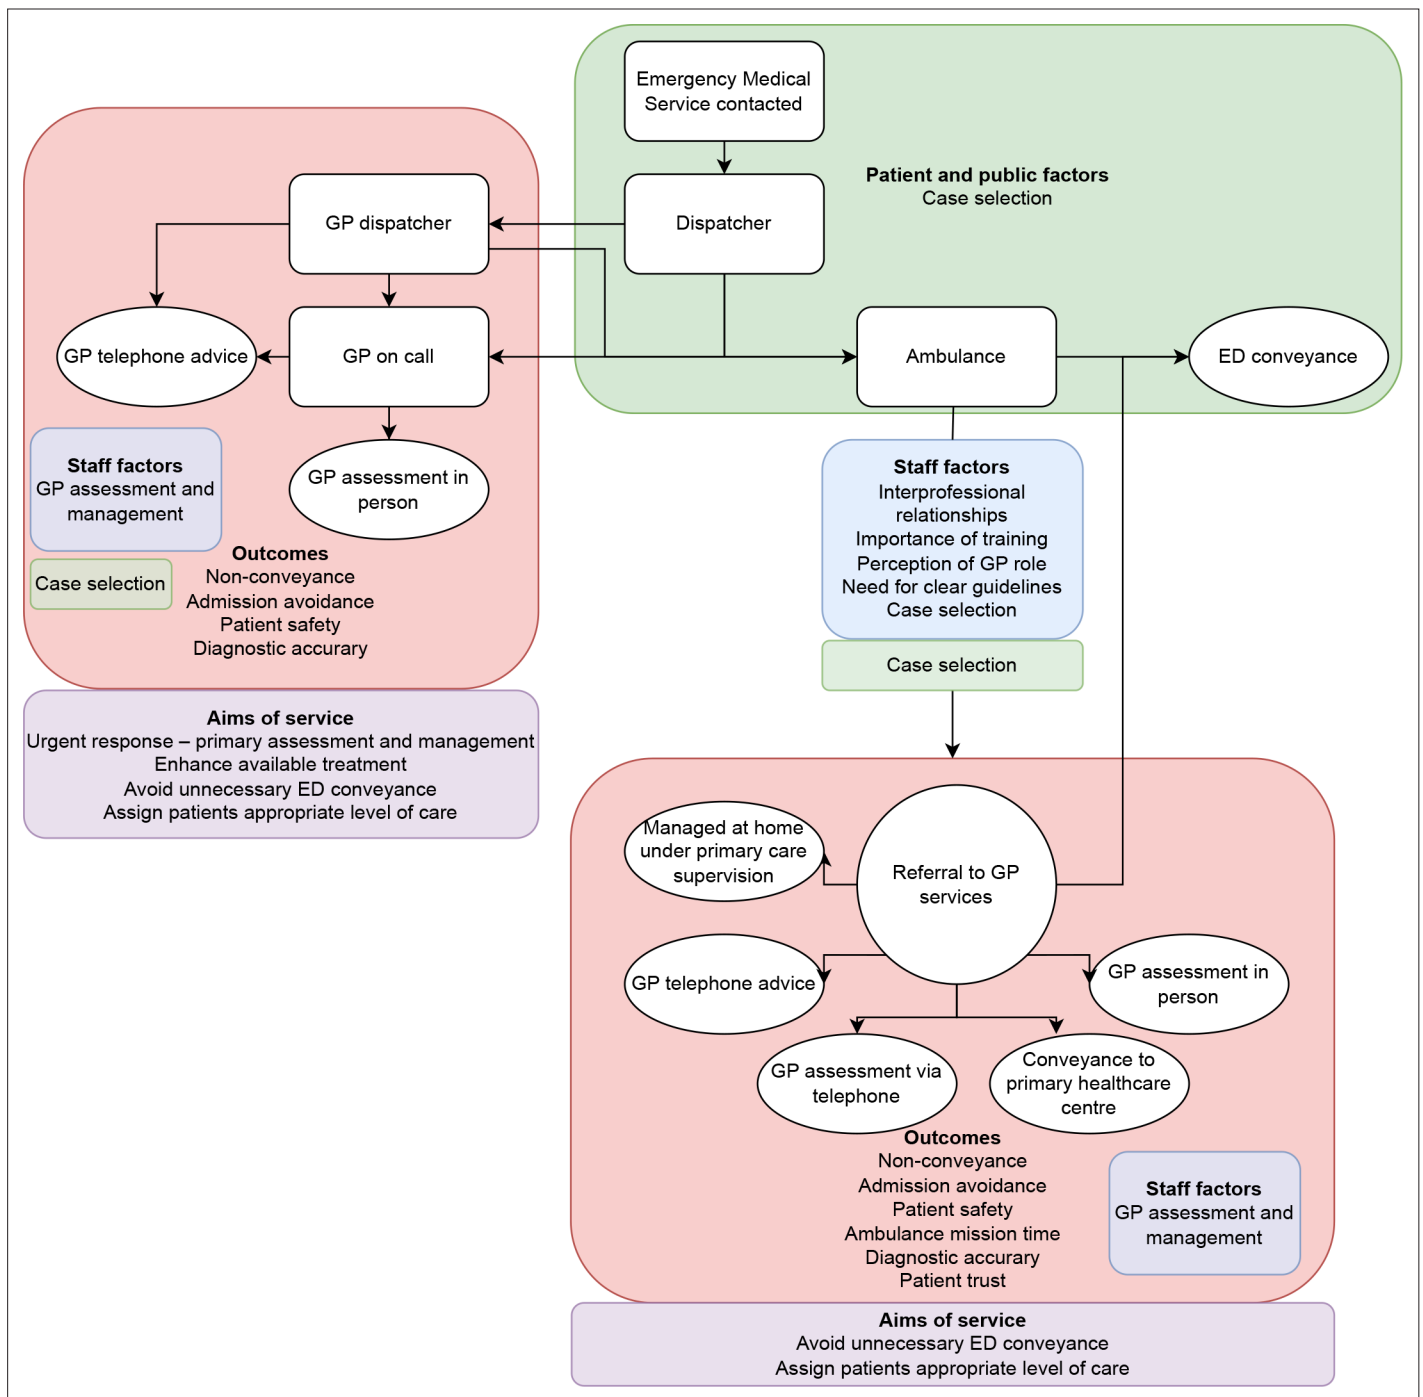 Emergency Medical
Service contacted
Patient and public factors
Case selection
GP dispatcher
Dispatcher
GP telephone advice
GP on call
Ambulance
ED conveyance
Staff factors
GP assessment and
management
GP assessment in
person
Case selection
Outcomes
Non-conveyance
Admission avoidance
Patient safety
Diagnostic accurary
Aims of service
Urgent response – primary assessment and management
Enhance available treatment
Avoid unnecessary ED conveyance
Assign patients appropriate level of care
Staff factors
Interprofessional
relationships
Importance of training
Perception of GP role
Need for clear guidelines
Case selection
Case selection
Managed at home
under primary care
supervision
Referral to GP
services
GP telephone advice
GP assessment in
person
GP assessment via
telephone
Conveyance to
primary healthcare
centre
Outcomes
Non-conveyance
Admission avoidance
Patient safety
Ambulance mission time
Diagnostic accurary
Patient trust
Staff factors
GP assessment and
management
Aims of service
Avoid unnecessary ED conveyance
Assign patients appropriate level of care